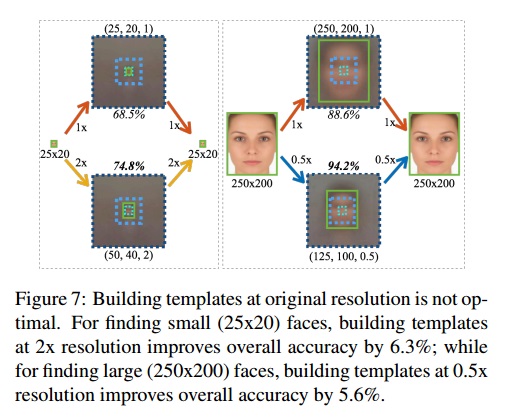 (25, 20, 1)
68.5%
1x
1x
25x20
25x20
2x
74.8%
2x
(50, 40, 2)
(250, 200, 1)
88.6%
1x
1x
250x200
250x200
0.5x
94.2%
0.5x
(125, 100, 0.5)
Figure 7: Building templates at original resolution is not op-
timal. For finding small (25x20) faces, building templates
at 2x resolution improves overall accuracy by 6.3%; while
for finding large (250x200) faces, building templates at 0.5x
resolution improves overall accuracy by 5.6%.